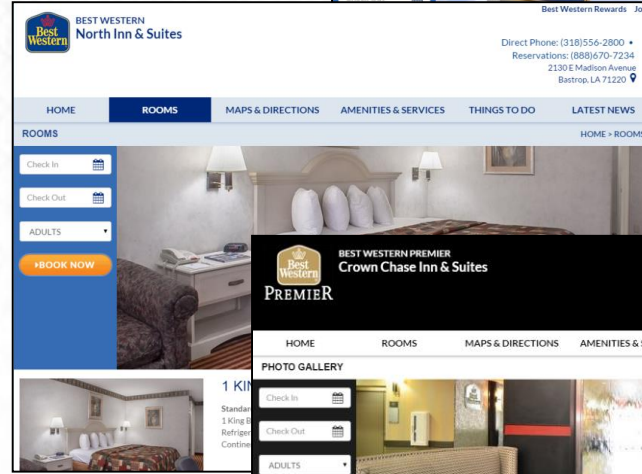 Best Western Rewards Jo
Best
Western
BEST WESTERN
North Inn & Suites
Direct Phone: (318)556-2800 •
Reservations: (888)670-7234
2130 E Madison Avenue
Bastrop, LA 71220
HOME ROOMS MAPS & DIRECTIONS AMENITIES & SERVICES THINGS TO DO LATEST NEWS
ROOMS
HOME > ROOMS
Check In
Check Out
ADULTS
BOOK NOW
1 KIN
Standar
1 King B
Refriger
Contine
Best
Western
PREMIER
BEST WESTERN PREMIER
Crown Chase Inn & Suites
HOME ROOMS MAPS & DIRECTIONS AMENITIES &
PHOTO GALLERY
Check In
Check Out
ADULTS